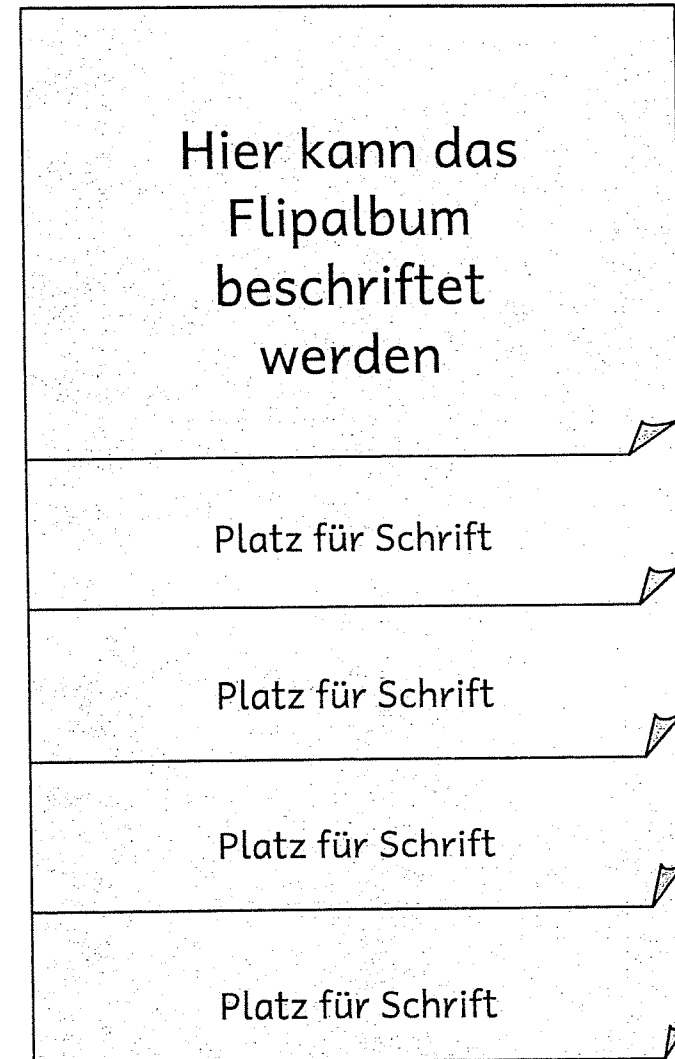 Hier kann das
Flipalbum
beschriftet
werden
Platz für Schrift
Platz für Schrift
Platz für Schrift
Platz für Schrift